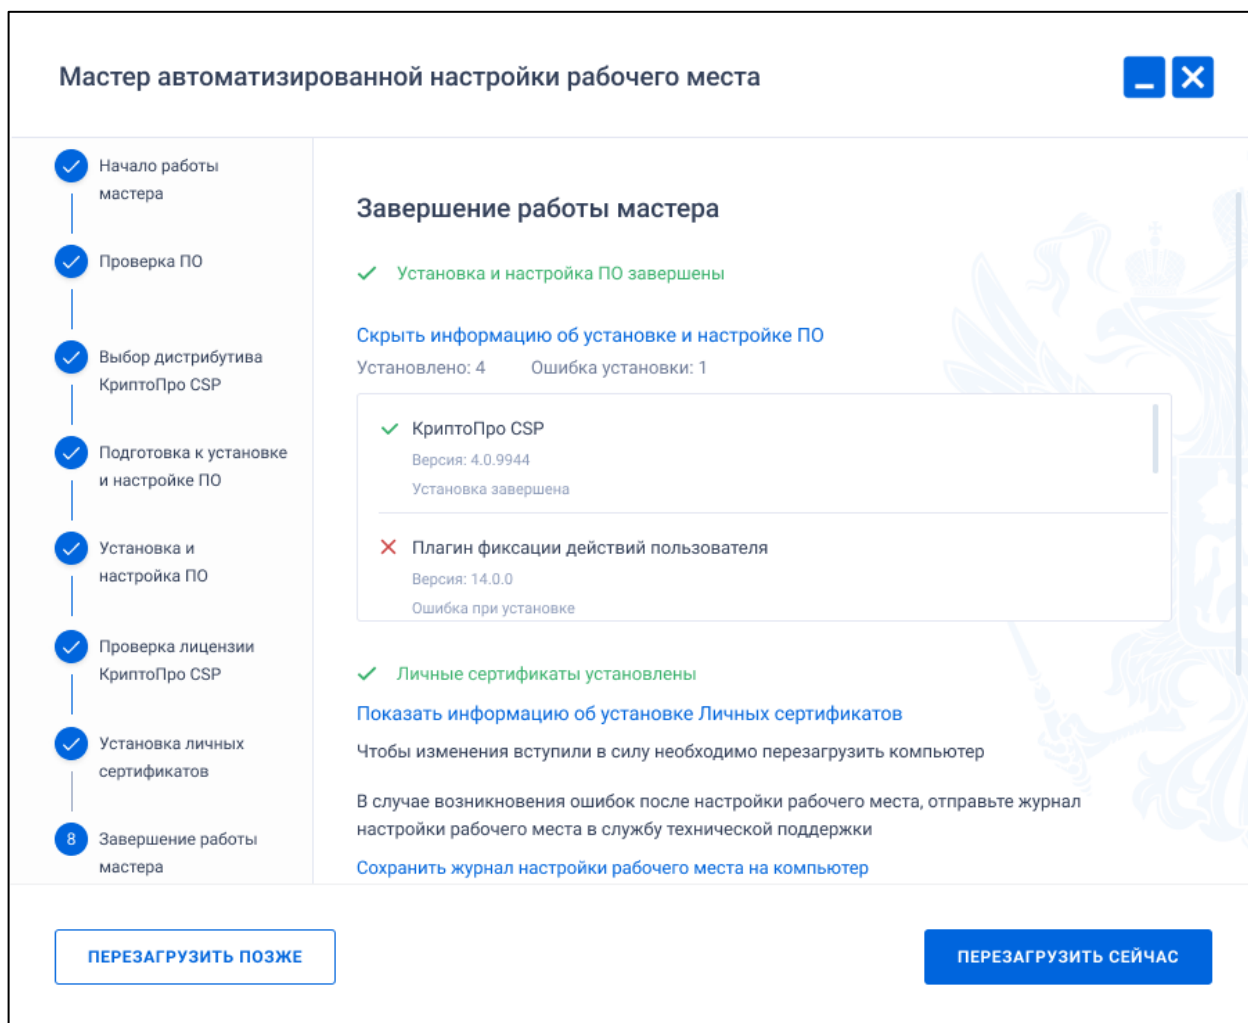 Мастер автоматизированной настройки рабочего места
Начало работы
мастера
Проверка ПО
Выбор дистрибутива
КриптоПро CSP
Подготовка к установке
и настройке ПО
Установка и
настройка ПО
Проверка лицензии
КриптоПро CSP
Установка личных
сертификатов
8
Завершение работы
мастера
Завершение работы мастера
Установка и настройка ПО завершены
Скрыть информацию об установке и настройке ПО
Установлено: 4 Ошибка установки: 1
КриптоПро CSP
Версия: 4.0.9944
Установка завершена
Плагин фиксации действий пользователя
Версия: 14.0.0
Ошибка при установке
Личные сертификаты установлены
Показать информацию об установке Личных сертификатов
Чтобы изменения вступили в силу необходимо перезагрузить компьютер
В случае возникновения ошибок после настройки рабочего места, отправьте журнал
настройки рабочего места в службу технической поддержки
Сохранить журнал настройки рабочего места на компьютер
ПЕРЕЗАГРУЗИТЬ ПОЗЖЕ
ПЕРЕЗАГРУЗИТЬ СЕЙЧАС